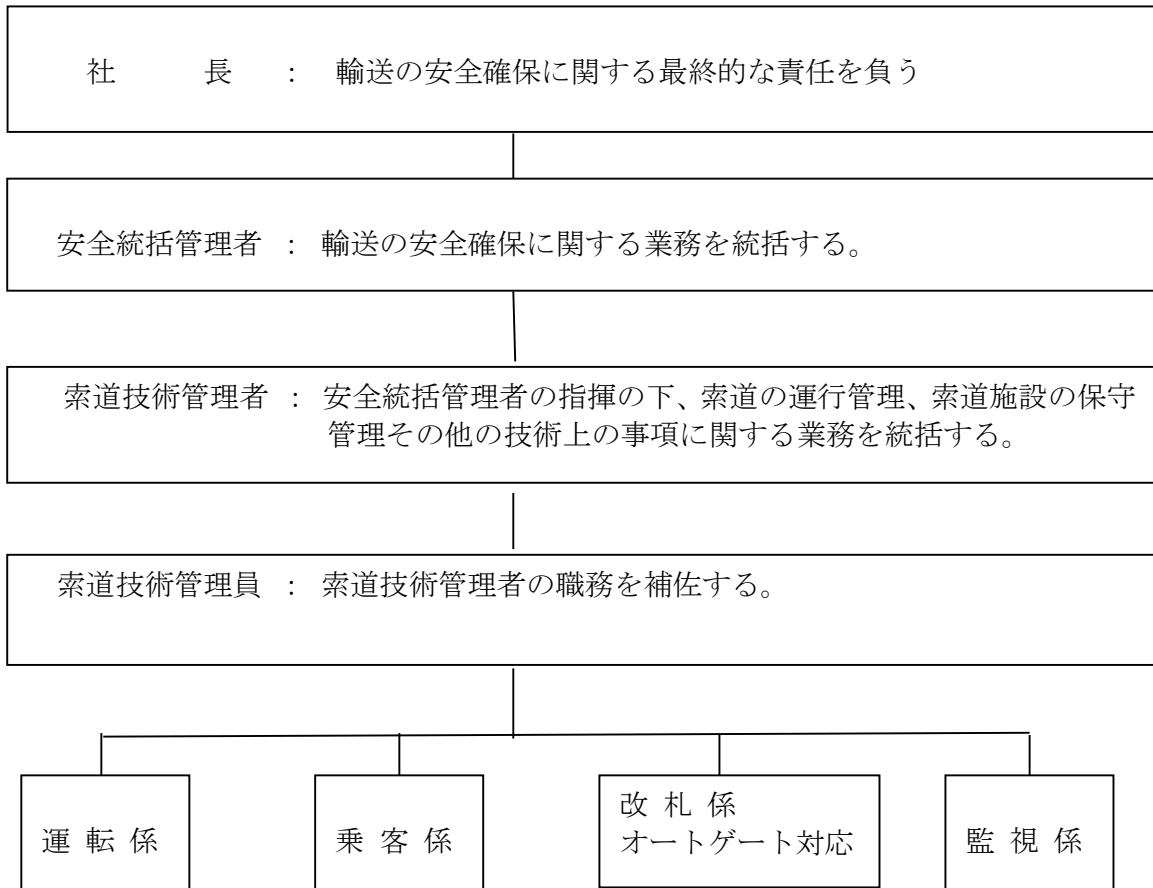 社 長 : 輸送の安全確保に関する最終的な責任を負う
安全統括管理者 : 輸送の安全確保に関する業務を統括する。
索道技術管理者 : 安全統括管理者の指揮の下、索道の運行管理、索道施設の保守
管理その他の技術上の事項に関する業務を統括する。
索道技術管理員 : 索道技術管理者の職務を補佐する。
運 転 係
乗 客 係
改 札 係
オートゲート対応
監 視 係